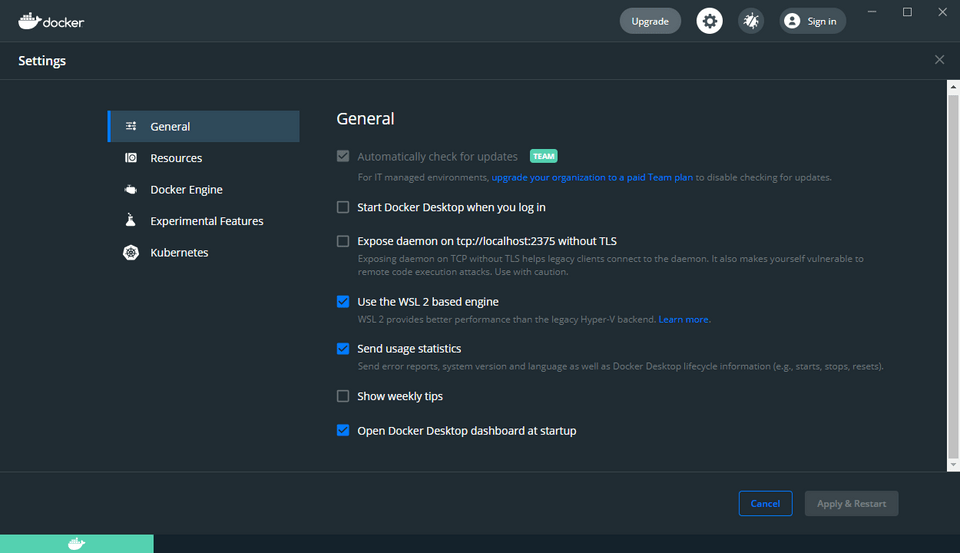 docker
Upgrade
Sign in
Settings
General
Resources
Docker Engine
Experimental Features
Kubernetes
General
Automatically check for updates TEAM
For IT managed environments, upgrade your organization to a paid Team plan to disable checking for updates.
Start Docker Desktop when you log in
Expose daemon on tcp://localhost:2375 without TLS
Exposing daemon on TCP without TLS helps legacy clients connect to the daemon. It also makes yourself vulnerable to
remote code execution attacks. Use with caution.
Use the WSL 2 based engine
WSL 2 provides better performance than the legacy Hyper-V backend. Learn more.
Send usage statistics
Send error reports, system version and language as well as Docker Desktop lifecycle information (e.g., starts, stops, resets).
Show weekly tips
Open Docker Desktop dashboard at startup
Cancel
Apply & Restart